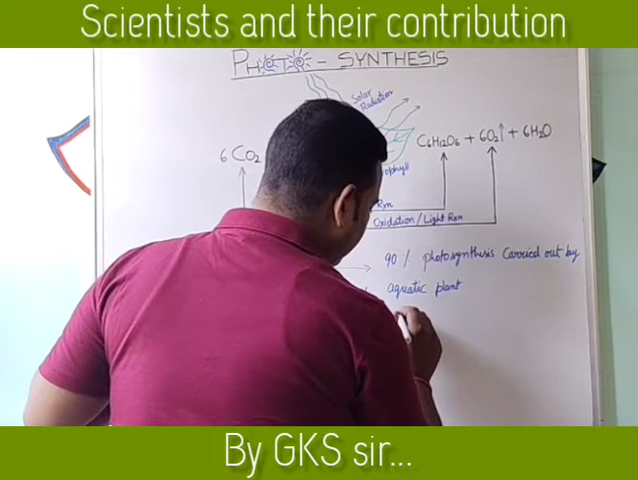 Scientists and their contribution
PHOTO - SYNTHESIS
Solar
Radiation
6 CO2
C6H12O6 + 6O2↑ + 6H2O
Rxn
Oxidation / Light Rxn
→ 90 % photosynthesis Carried out by
aquatic plant
By GKS sir...